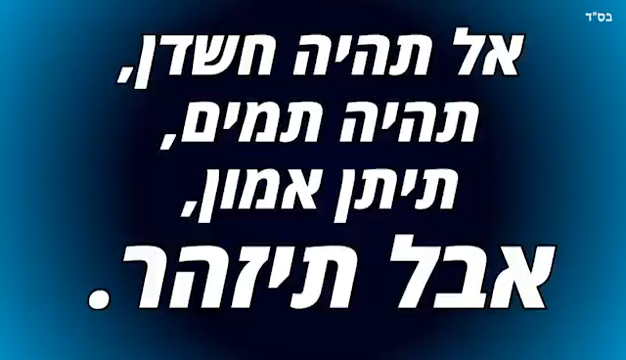 בס"ד
אל תהיה חשדן,
תהיה תמים,
תיתן אמון,
אבל תיזהר.